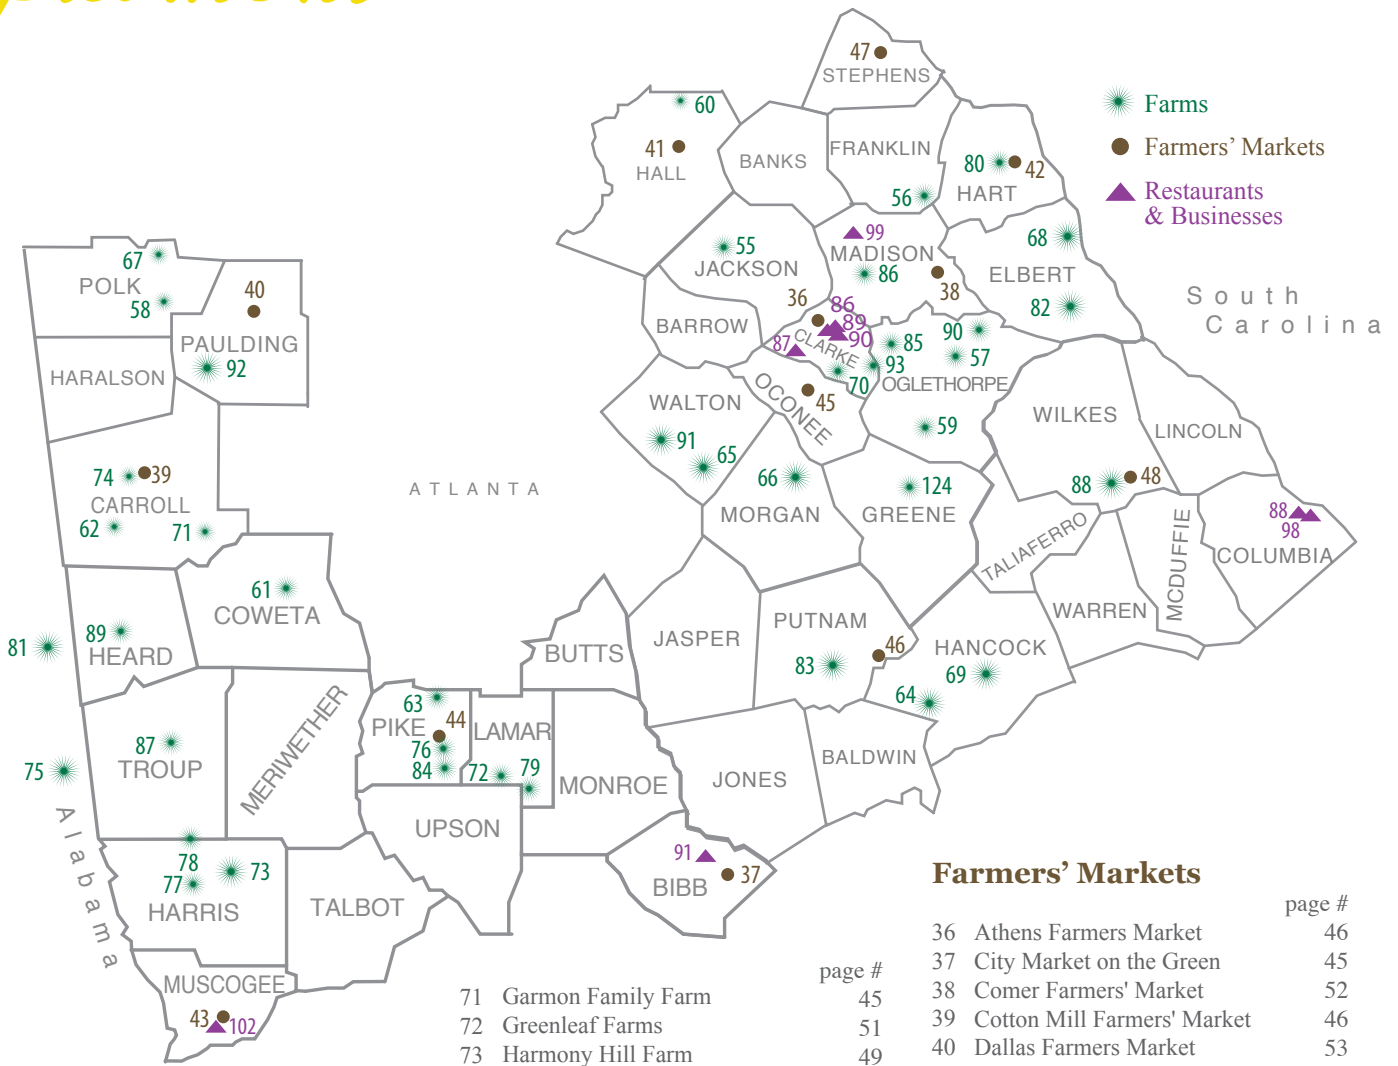 47
STEPHENS
Farms
60
41
HALL
BANKS
FRANKLIN
80
42
HART
56
Farmers' Markets
Restaurants
& Businesses
67
POLK
58
40
PAULDING
92
HARALSON
55
JACKSON
99
MADISON
86
38
68
ELBERT
82
South
Carolina
BARROW
36
86
89
90
87
CLARKE
70
85
93
90
57
OGLETHORPE
59
WALTON
91
65
OCONEE
45
WILKES
LINCOLN
88
48
74
39
CARROLL
62
71
ATLANTA
66
MORGAN
124
GREENE
TALIAFERRO
MCDUFFIE
88
98
COLUMBIA
WARREN
61
COWETA
81
89
HEARD
BUTTS
JASPER
PUTNAM
46
83
HANCOCK
69
64
75
87
TROUP
MERIWETHER
63
PIKE
44
76
84
LAMAR
72
79
MONROE
JONES
BALDWIN
Alabama
UPSON
78
77
73
HARRIS
TALBOT
91
37
BIBB
MUSCOGEE
43
102
page #
71 Garmon Family Farm 45
72 Greenleaf Farms 51
73 Harmony Hill Farm 49
Farmers' Markets
page #
36 Athens Farmers Market 46
37 City Market on the Green 45
38 Comer Farmers' Market 52
39 Cotton Mill Farmers' Market 46
40 Dallas Farmers Market 53